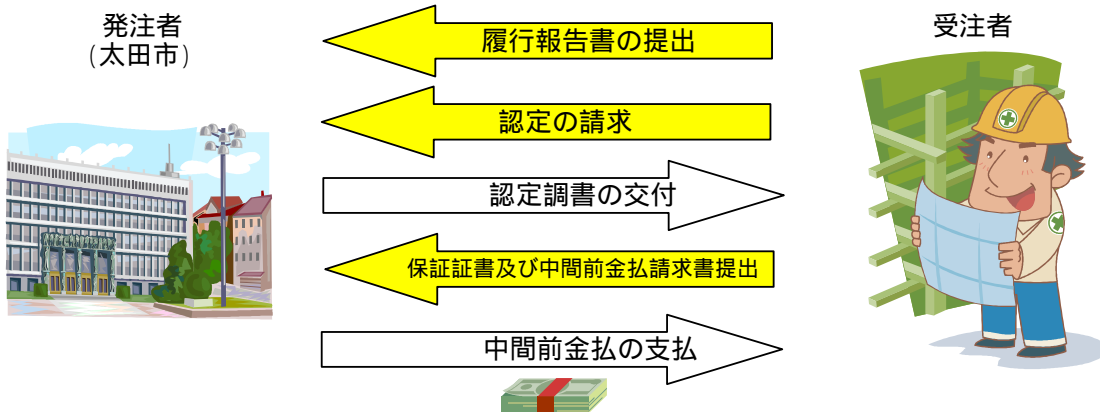 発注者
(太田市)
受注者
履行報告書の提出
認定の請求
認定調書の交付
保証証書及び中間前金払請求書提出
中間前金払の支払